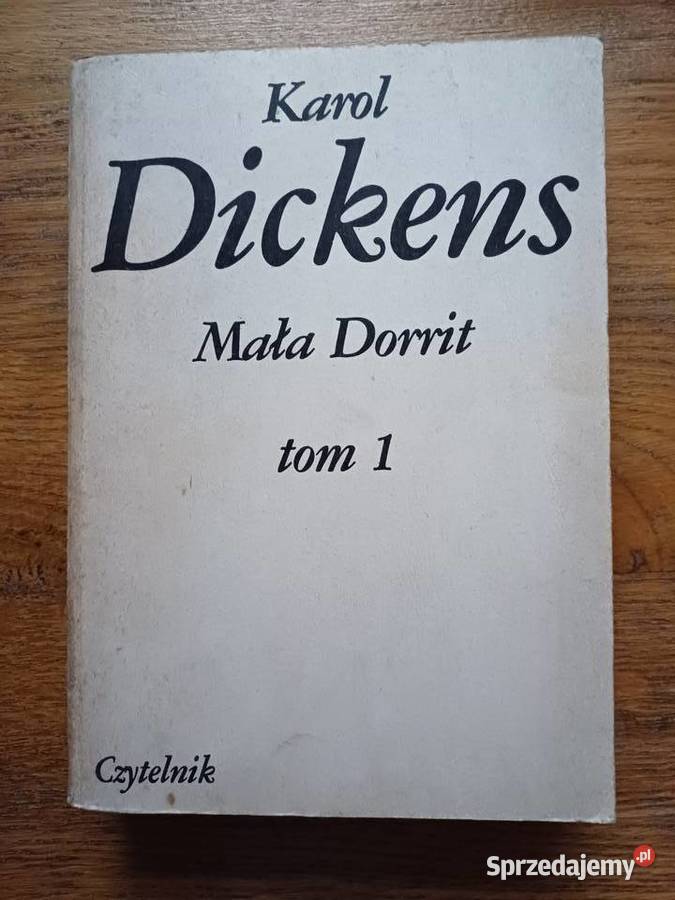 Karol
Dickens
Mała Dorrit
tom 1
Czytelnik
Sprzedajemy.pl